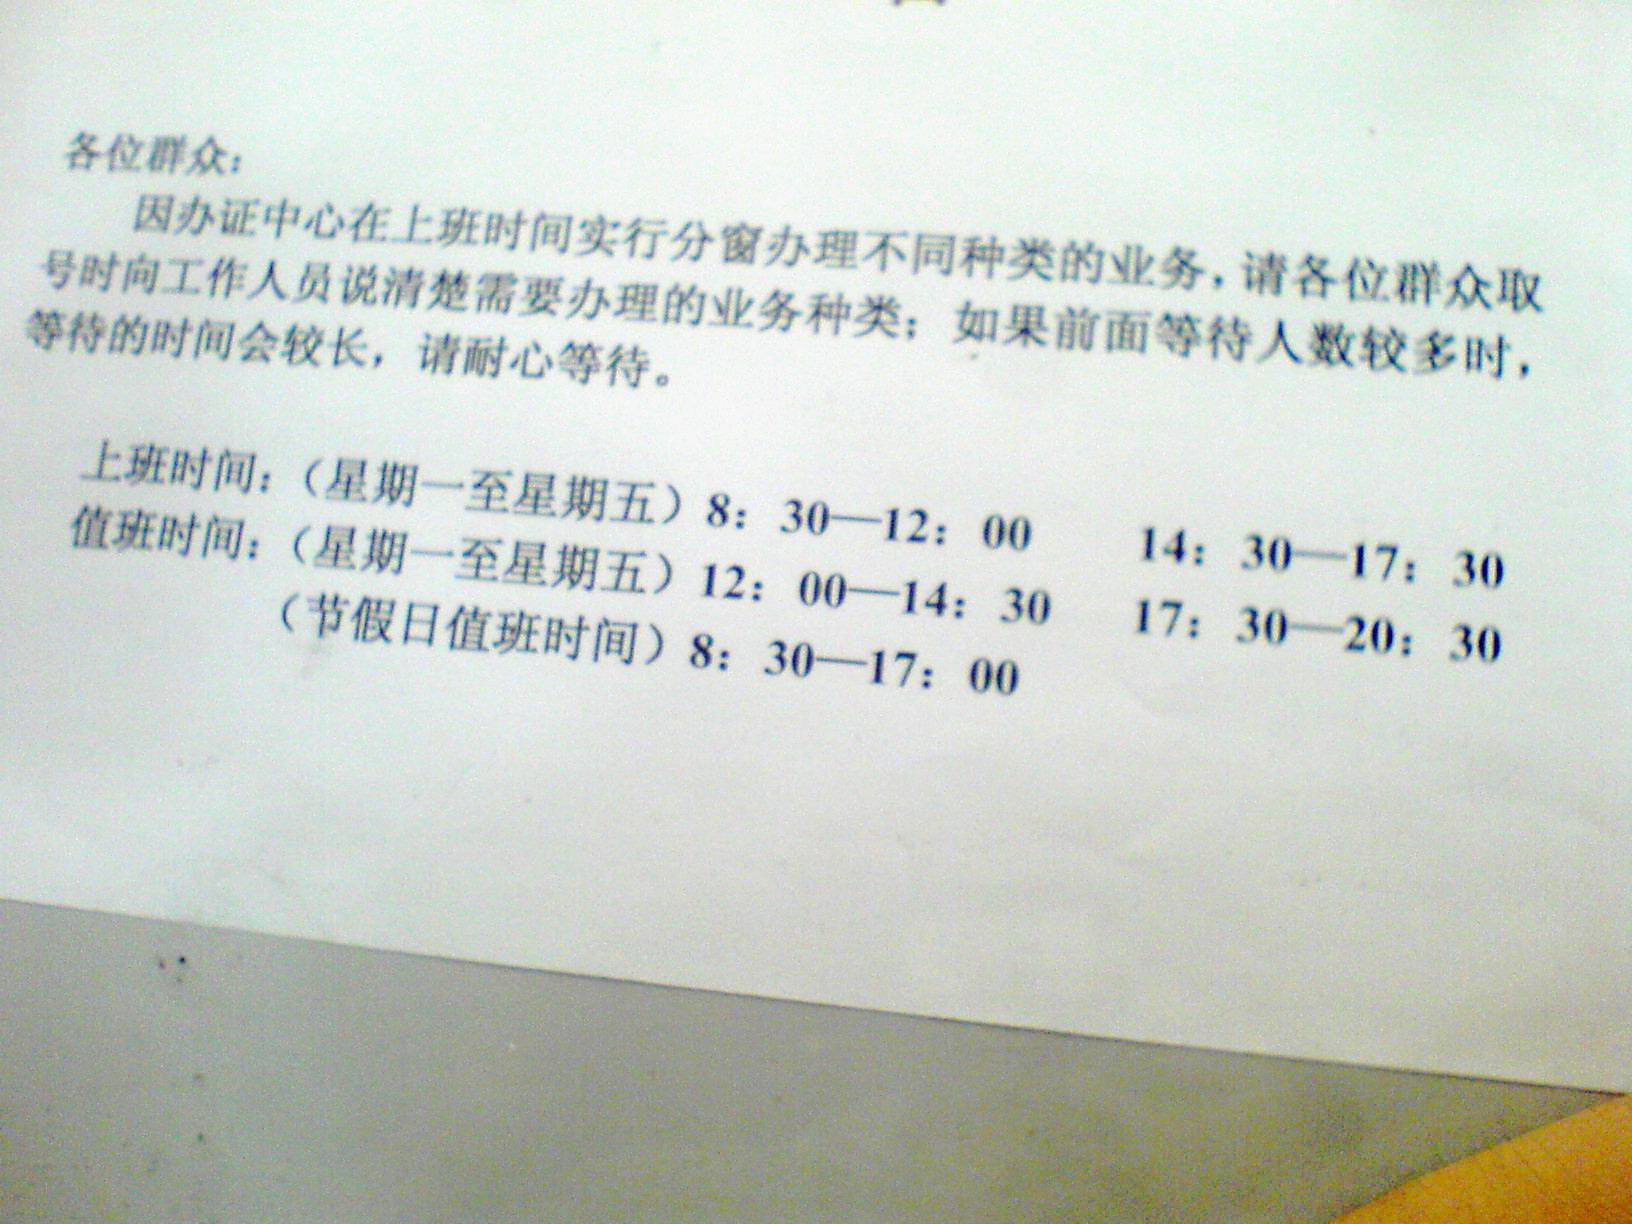 各位群众：
因办证中心在上班时间实行分窗办理不同种类的业务，请各位群众取
号时向工作人员说清楚需要办理的业务种类；如果前面等待人数较多时，
等待的时间会较长，请耐心等待。
上班时间：（星期一至星期五）8：30—12：00 14：30—17：30
值班时间：（星期一至星期五）12：00—14：30 17：30—20：30
（节假日值班时间）8：30—17：00